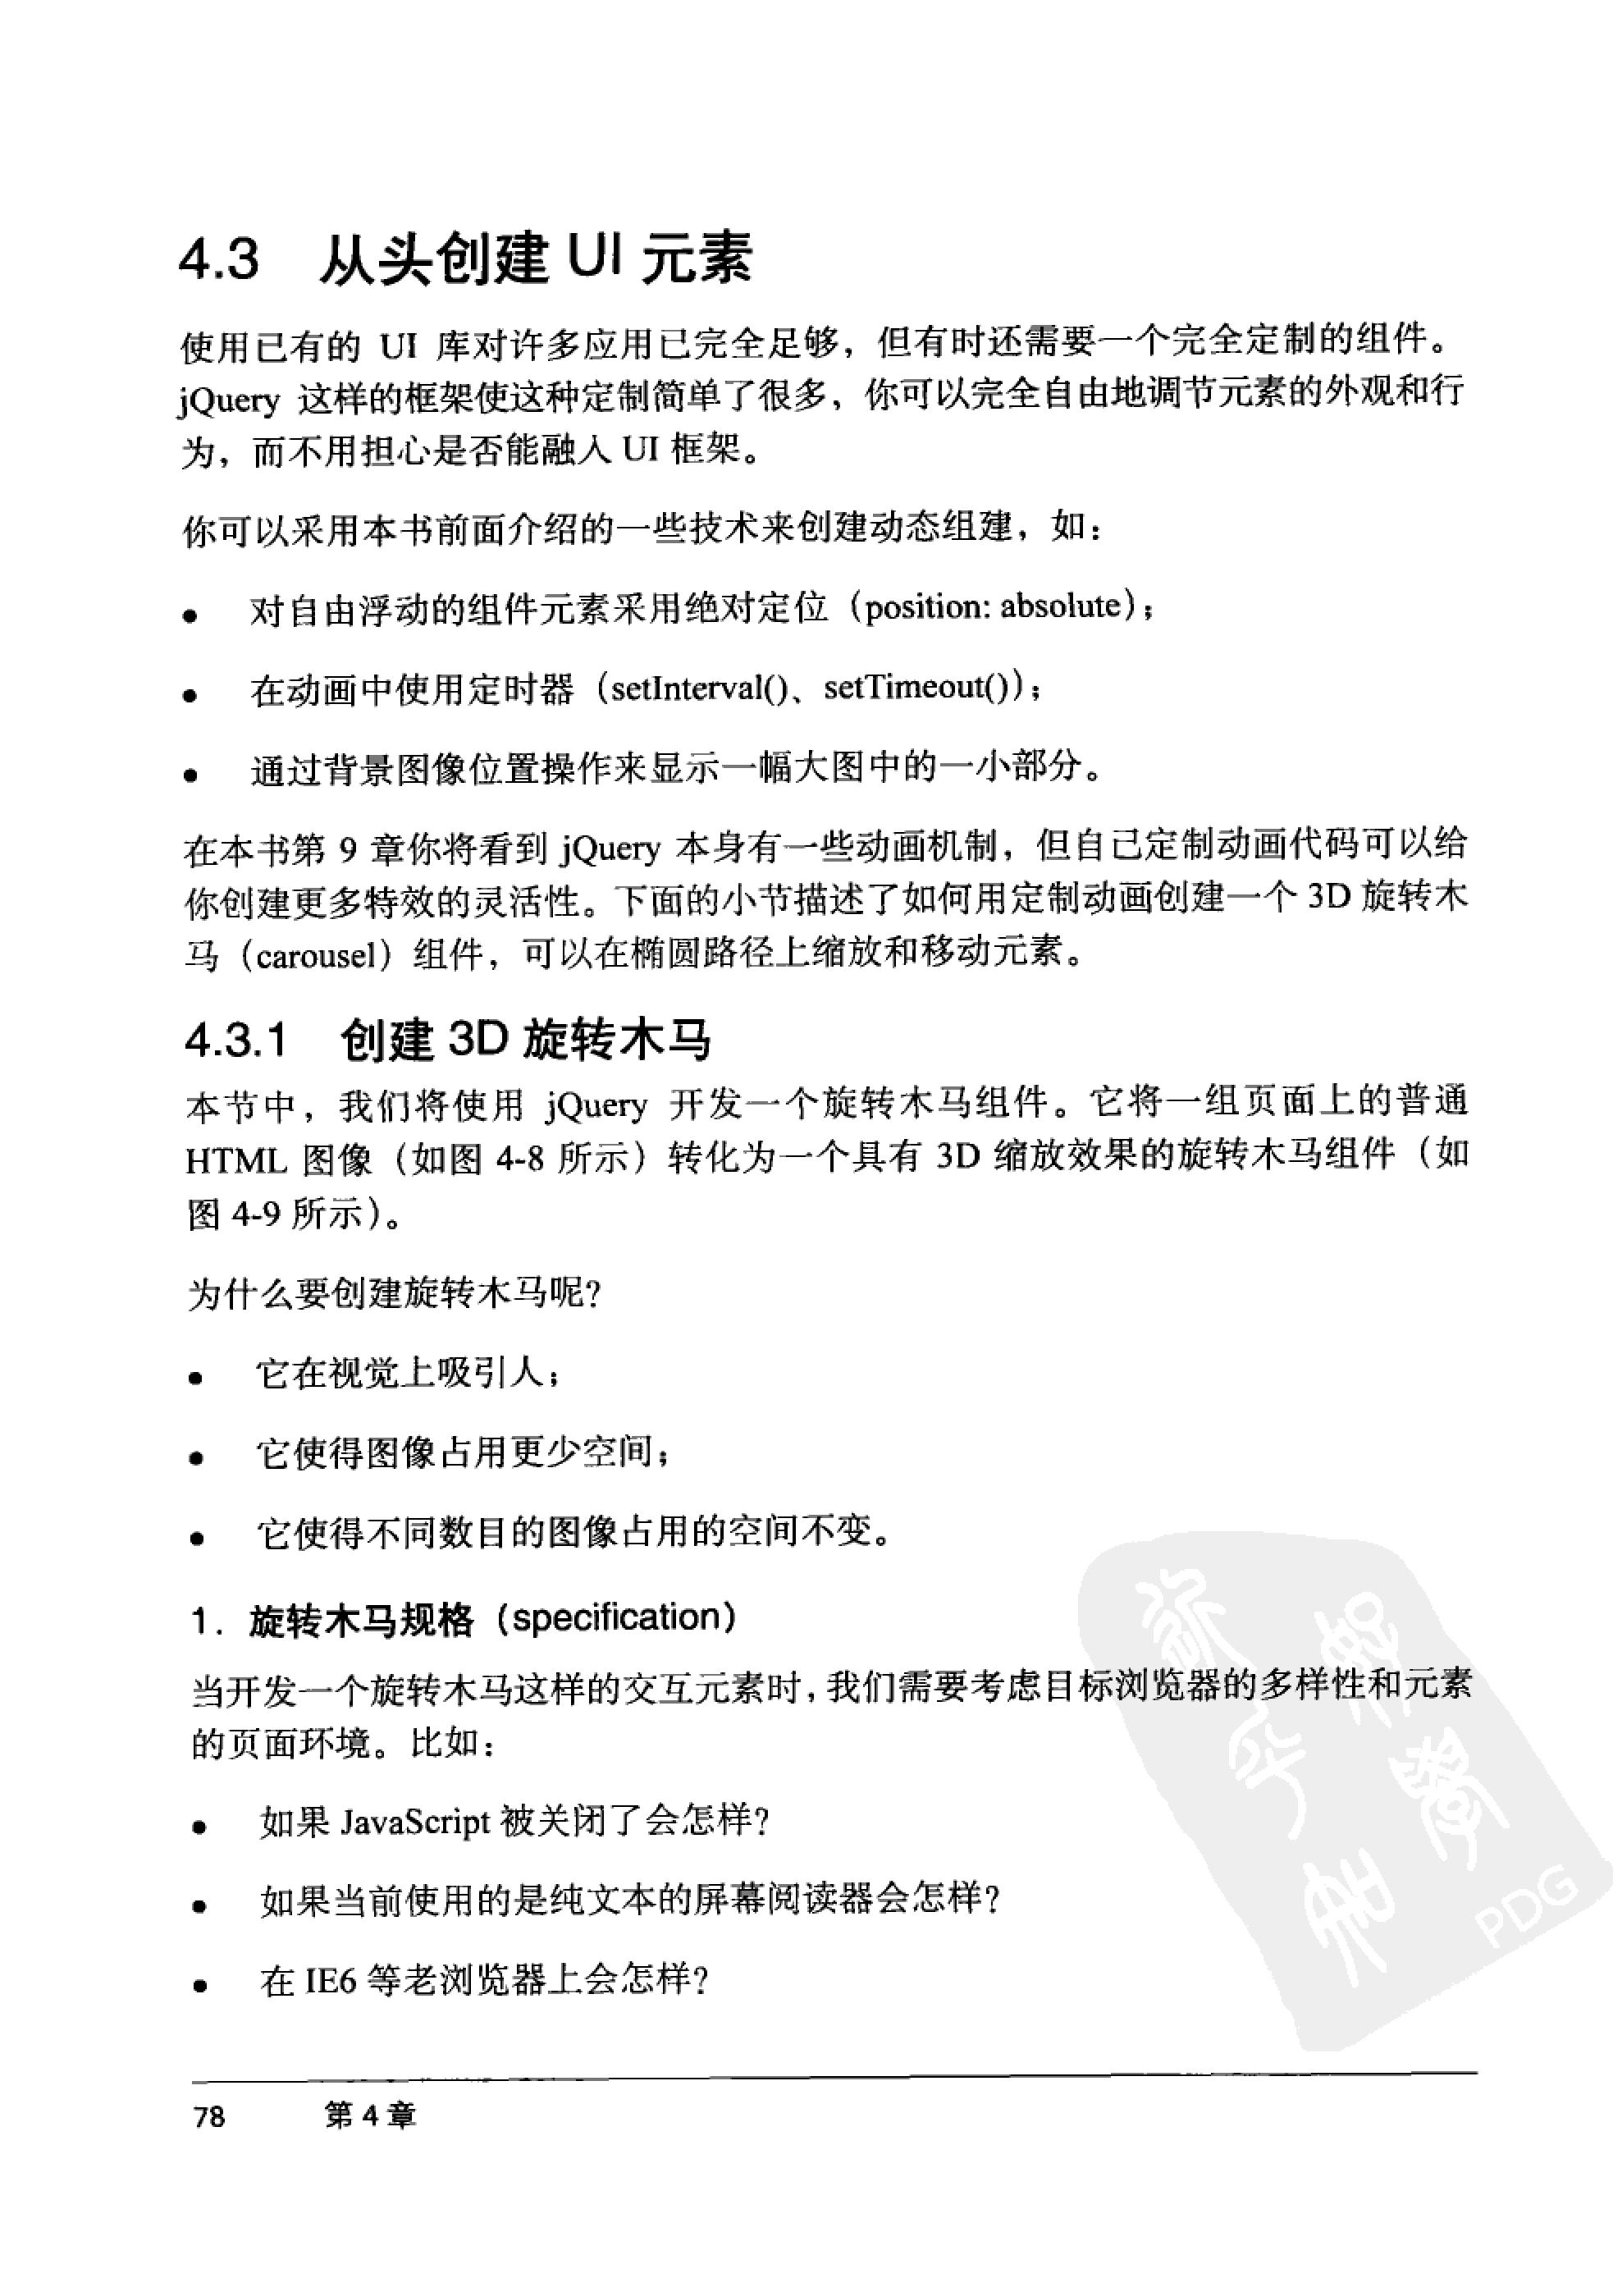 4.3 从头创建 UI 元素
使用已有的 UI 库对许多应用已完全足够，但有时还需要一个完全定制的组件。
jQuery 这样的框架使这种定制简单了很多，你可以完全自由地调节元素的外观和行
为，而不用担心是否能融入 UI 框架。
你可以采用本书前面介绍的一些技术来创建动态组建，如：
● 对自由浮动的组件元素采用绝对定位（position: absolute）；
● 在动画中使用定时器（setInterval()、setTimeout()）；
● 通过背景图像位置操作来显示一幅大图中的一小部分。
在本书第 9 章你将看到 jQuery 本身有一些动画机制，但自己定制动画代码可以给
你创建更多特效的灵活性。下面的小节描述了如何用定制动画创建一个 3D 旋转木
马（carousel）组件，可以在椭圆路径上缩放和移动元素。
4.3.1 创建 3D 旋转木马
本节中，我们将使用 jQuery 开发一个旋转木马组件。它将一组页面上的普通
HTML 图像（如图 4-8 所示）转化为一个具有 3D 缩放效果的旋转木马组件（如
图 4-9 所示）。
为什么要创建旋转木马呢？
● 它在视觉上吸引人；
● 它使得图像占用更少空间；
● 它使得不同数目的图像占用的空间不变。
1. 旋转木马规格（specification）
当开发一个旋转木马这样的交互元素时，我们需要考虑目标浏览器的多样性和元素
的页面环境。比如：
● 如果 JavaScript 被关闭了会怎样？
● 如果当前使用的是纯文本的屏幕阅读器会怎样？
● 在 IE6 等老浏览器上会怎样？
PDG
78 第 4 章